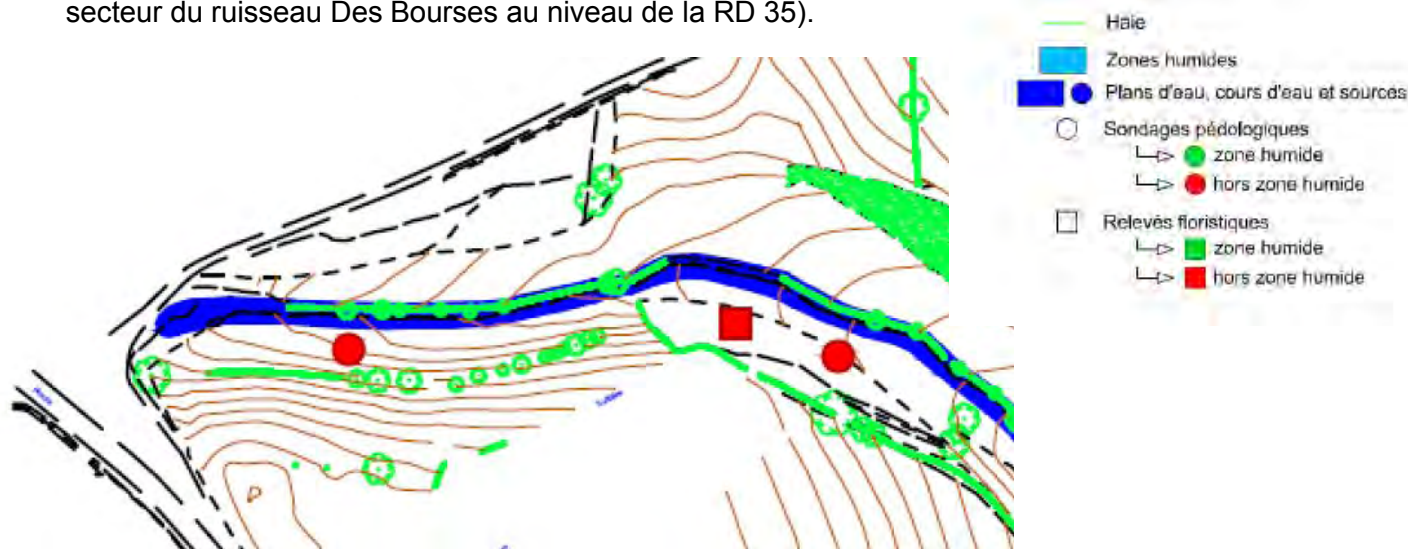 secteur du ruisseau Des Bourses au niveau de la RD 35).
Haie
Zones humides
Plans d'eau, cours d'eau et sources
Sondages pédologiques
zone humide
hors zone humide
Relevés floristiques
zone humide
hors zone humide